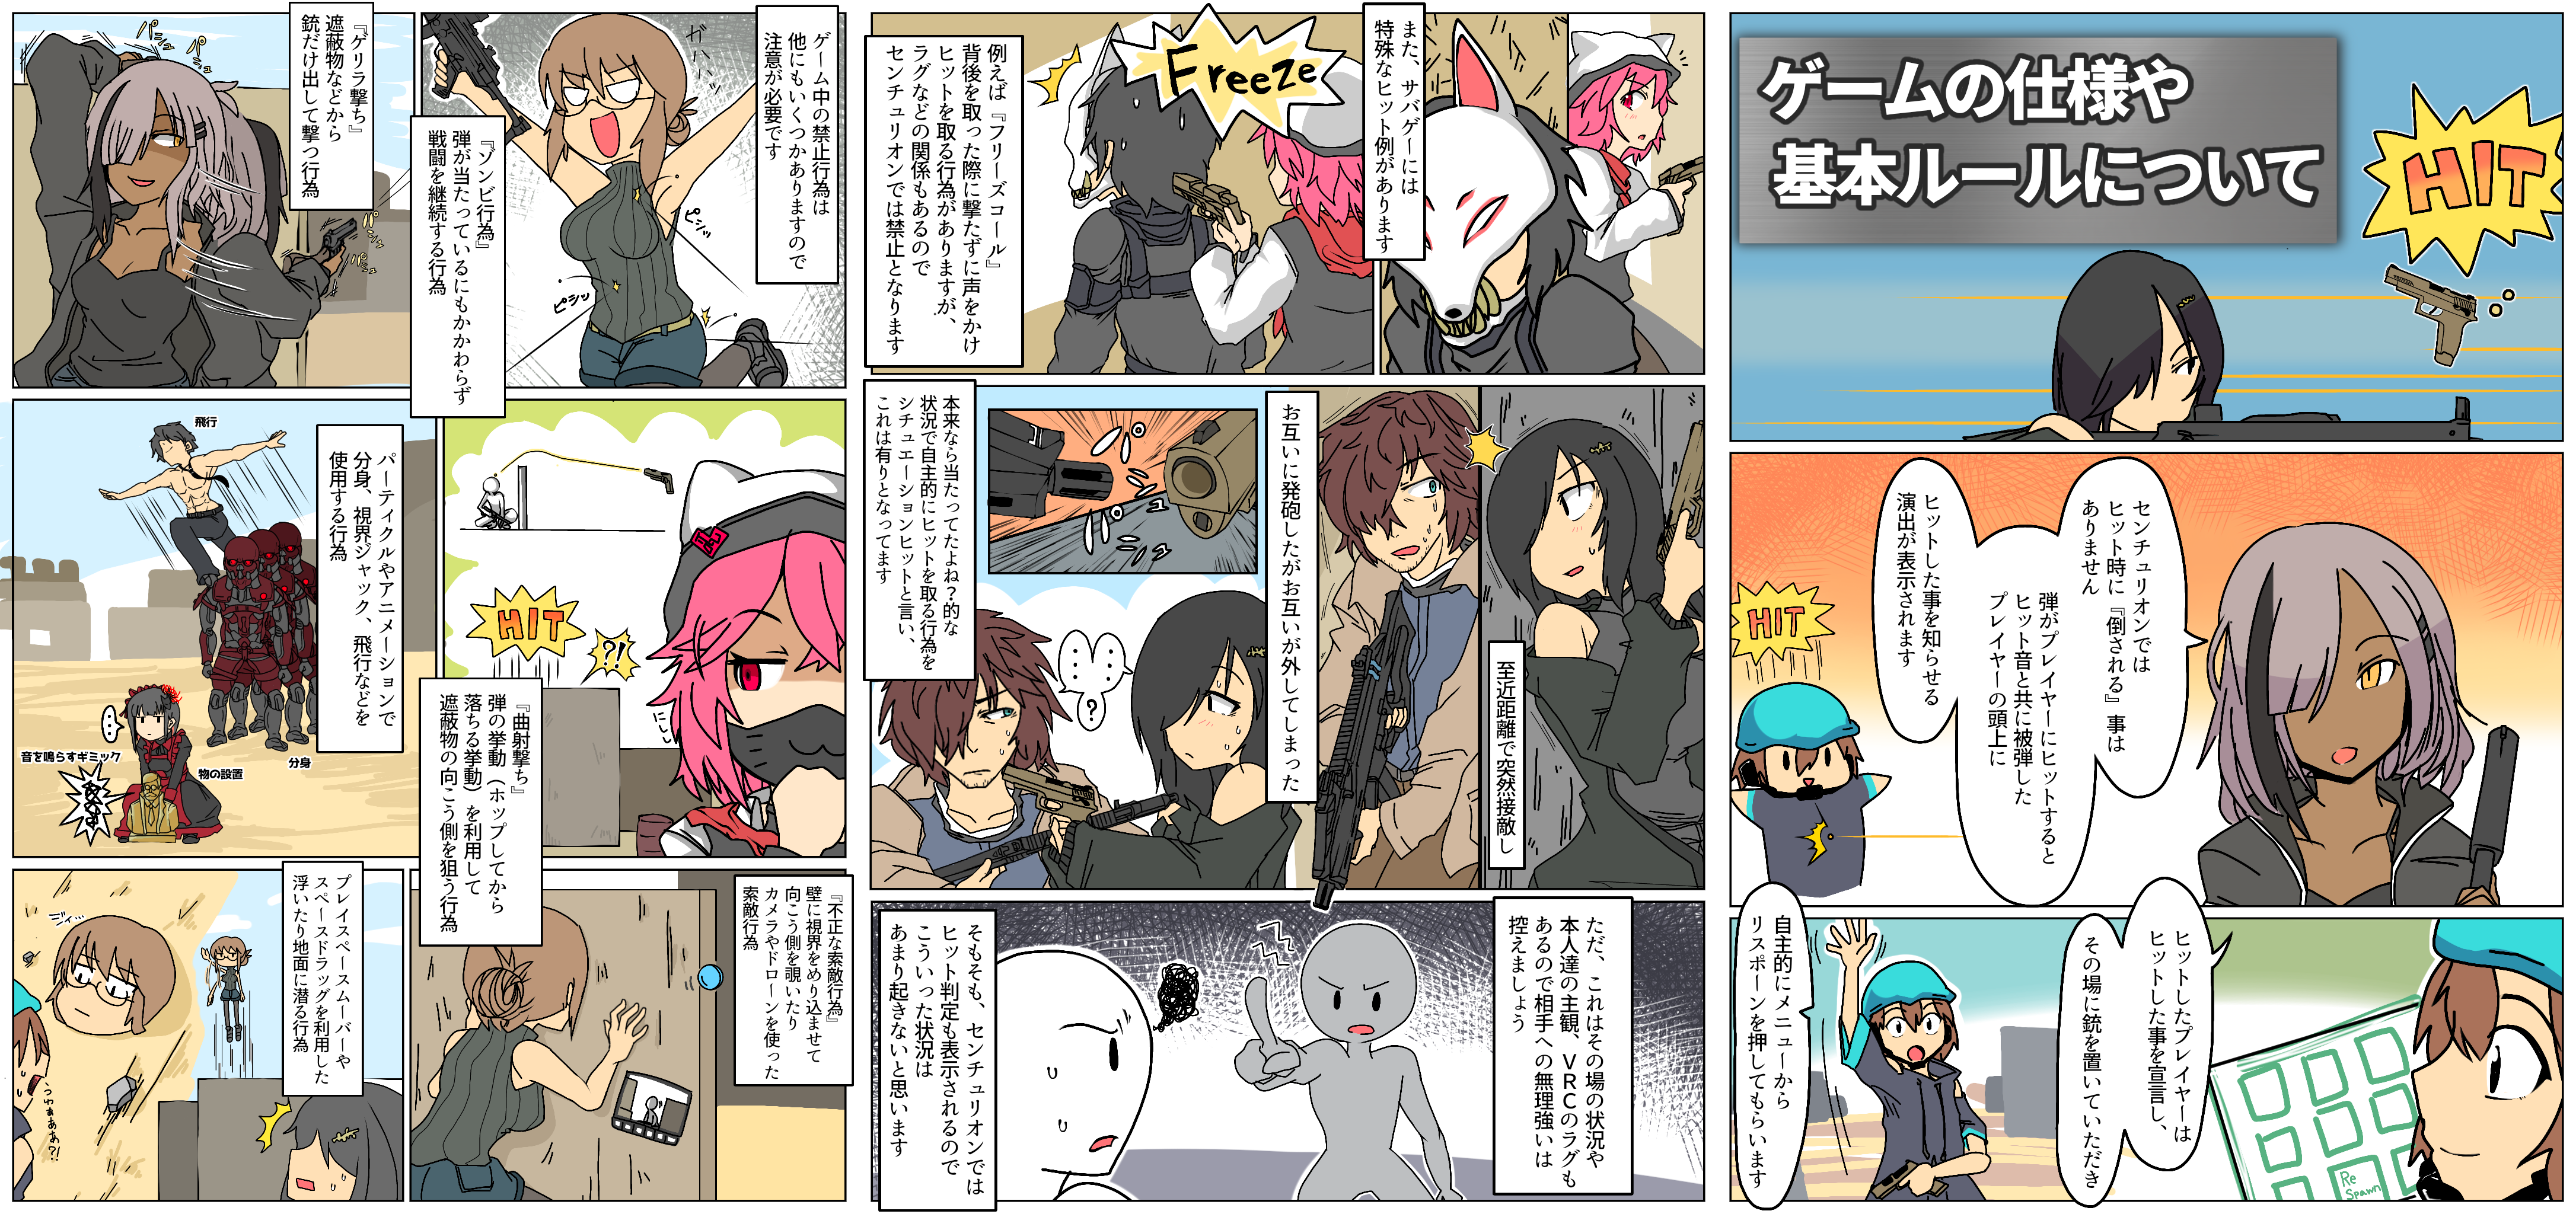 ゲームの仕様や
基本ルールについて
HIT
センチュリオンでは
ヒット時に『倒される』事は
ありません
弾がプレイヤーにヒットすると
ヒット音と共に被弾した
プレイヤーの頭上に
ヒットした事を知らせる
演出が表示されます
HIT
ヒットしたプレイヤーは
ヒットした事を宣言し、
その場に銃を置いていただき
自主的にメニューから
リスポーンを押してもらいます
Re
Spawn
また、サバゲーには
特殊なヒット例があります
Freeze
例えば『フリーズコール』
背後を取った際に撃たずに声をかけ
ヒットを取る行為がありますが、
ラグなどの関係もあるので
センチュリオンでは禁止となります
至近距離で突然接敵し
お互いに発砲したがお互いが外してしまった
…
…
?
本来なら当たってたよね？的な
状況で自主的にヒットを取る行為を
シチュエーションヒットと言い、
これは有りとなってます
ただ、これはその場の状況や
本人達の主観、VRCのラグも
あるので相手への無理強いは
控えましょう
そもそも、センチュリオンでは
ヒット判定も表示されるので
こういった状況は
あまり起きないと思います
ゲーム中の禁止行為は
他にもいくつかありますので
注意が必要です
ガハハハ
ピシッ
ピシッ
『ゾンビ行為』
弾が当たっているにもかかわらず
戦闘を継続する行為
『ゲリラ撃ち』
遮蔽物などから
銃だけ出して撃つ行為
パシュ
パシュ
パシュ
パシュ
HIT
?!
『曲射撃ち』
弾の挙動（ホップしてから
落ちる挙動）を利用して
遮蔽物の向こう側を狙う行為
パーティクルやアニメーションで
分身、視界ジャック、飛行などを
使用する行為
飛行
分身
物の設置
音を鳴らすギミック
…
『不正な索敵行為』
壁に視界をめり込ませて
向こう側を覗いたり
カメラやドローンを使った
索敵行為
プレイスペースムーバーや
スペースドラッグを利用した
浮いたり地面に潜る行為
ジィ…
うわぁああ?!